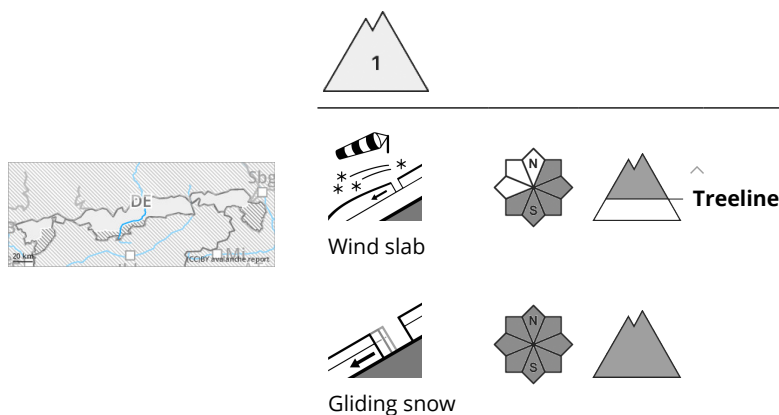 1
N
S
Treeline
Wind slab
Sbg
DE
20 km
Mi
(CC)BY avalanche.report
N
S
Gliding snow